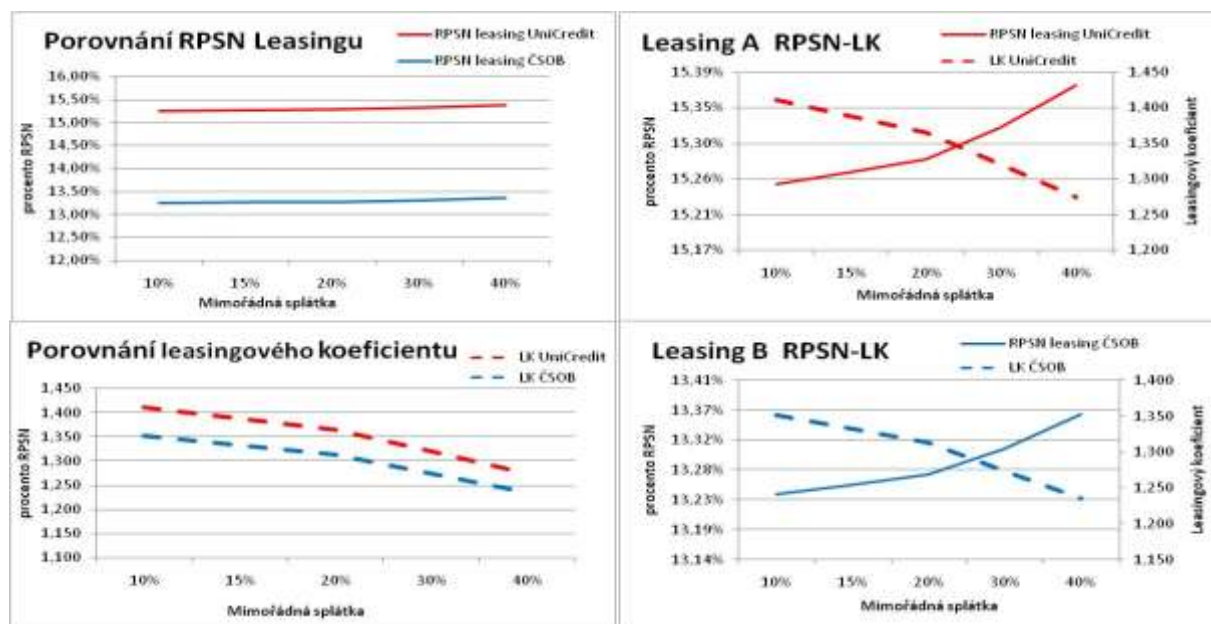 Porovnání RPSN Leasingu
RPSN leasing UniCredit
RPSN leasing ČSOB
procento RPSN
16,00%
15,50%
15,00%
14,50%
14,00%
13,50%
13,00%
12,50%
12,00%
10% 15% 20% 30% 40%
Mimořádná splátka
Leasing A RPSN-LK
RPSN leasing UniCredit
LK UniCredit
procento RPSN
15,39%
15,35%
15,30%
15,26%
15,21%
15,17%
1,450
1,400
1,350
1,300
1,250
1,200
Leasingový koeficient
10% 15% 20% 30% 40%
Mimořádná splátka
Porovnání leasingového koeficientu
LK UniCredit
LK ČSOB
procento RPSN
1,450
1,400
1,350
1,300
1,250
1,200
1,150
1,100
10% 15% 20% 30% 40%
Mimořádná splátka
Leasing B RPSN-LK
RPSN leasing ČSOB
LK ČSOB
procento RPSN
13,41%
13,37%
13,32%
13,28%
13,23%
13,19%
13,14%
1,400
1,350
1,300
1,250
1,200
1,150
Leasingový koeficient
10% 15% 20% 30% 40%
Mimořádná splátka